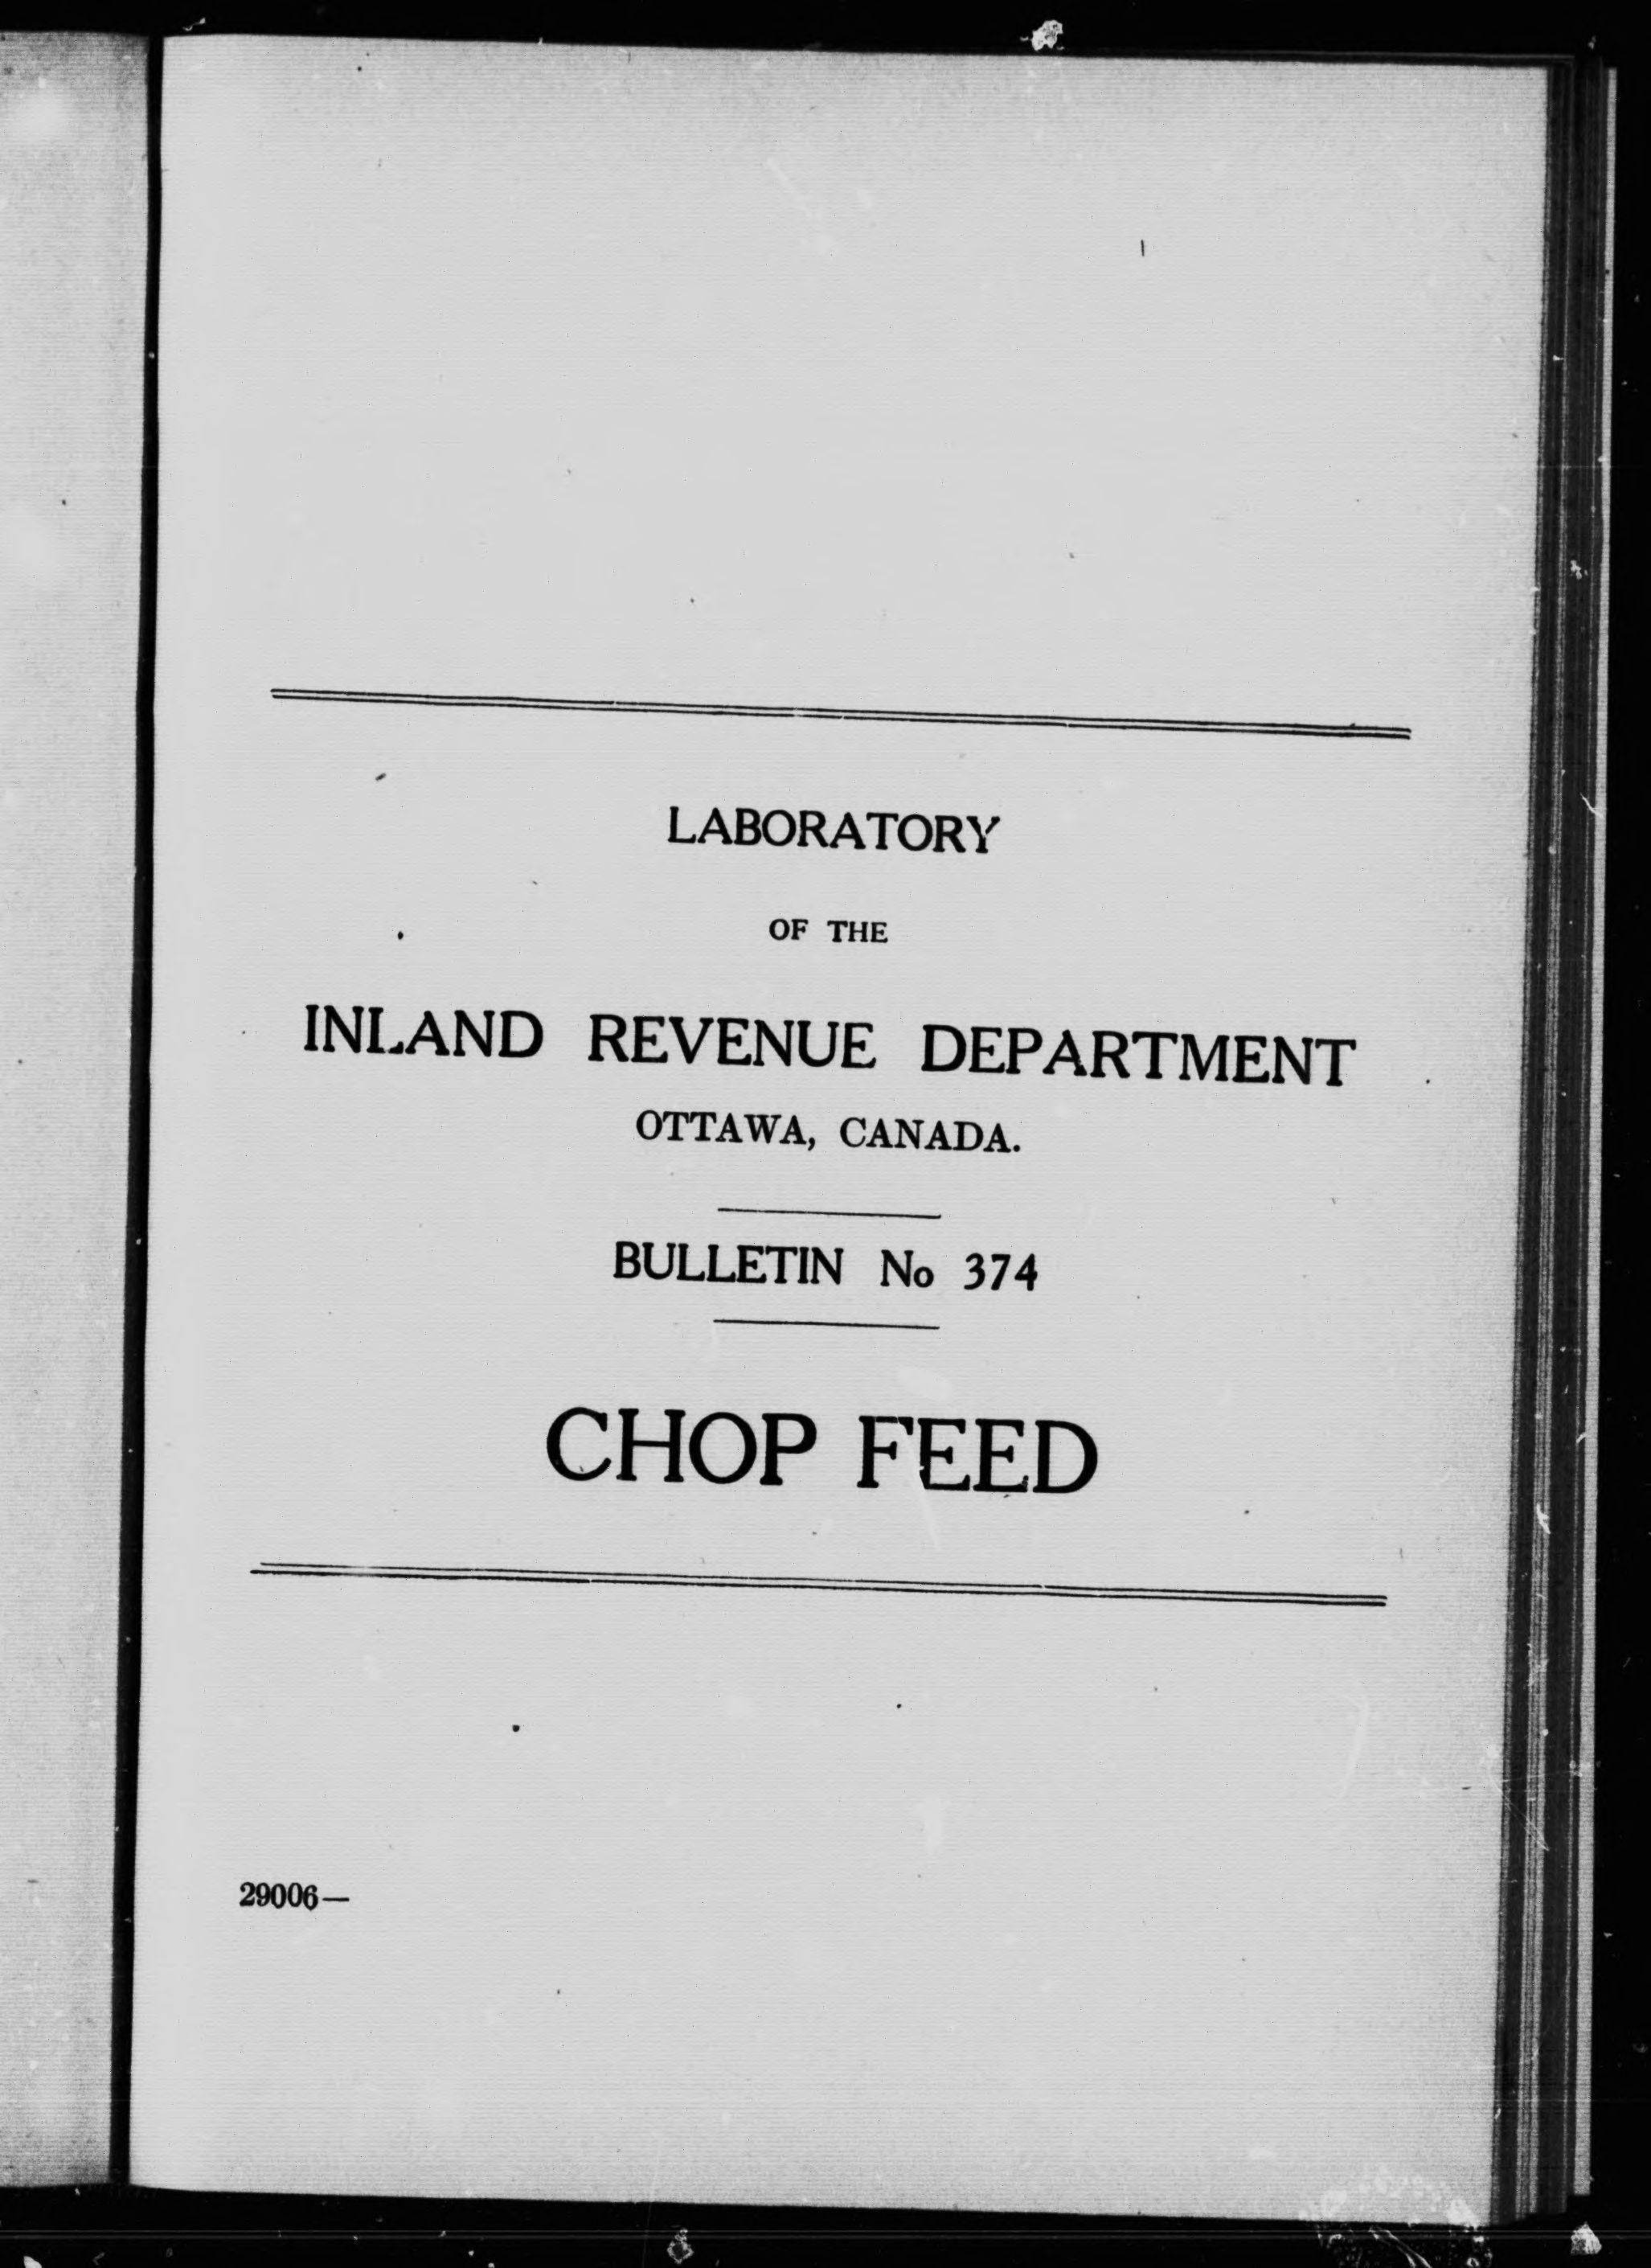 LABORATORY
OF THE
INLAND REVENUE DEPARTMENT
OTTAWA, CANADA.
BULLETIN No 374
CHOP FEED
29006—